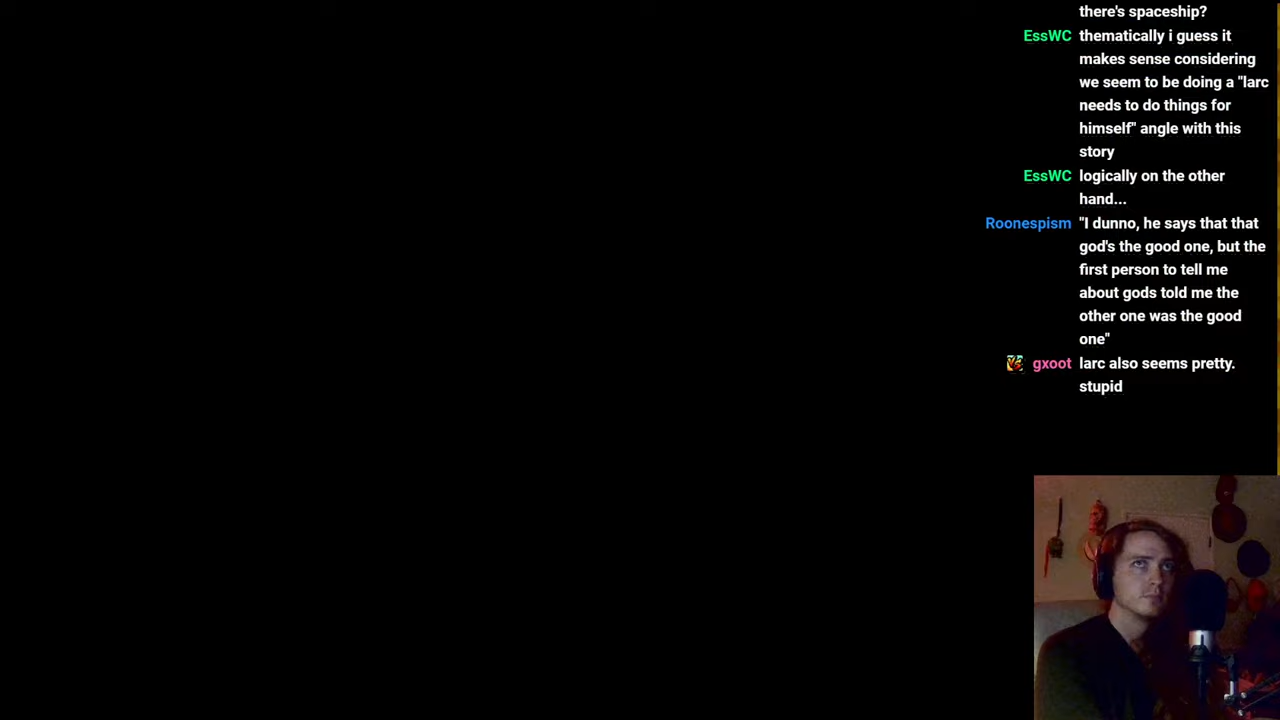 there's spaceship?
EssWC thematically i guess it
makes sense considering
we seem to be doing a "larc
needs to do things for
himself" angle with this
story
EssWC logically on the other
hand...
Roonespism "I dunno, he says that that
god's the good one, but the
first person to tell me
about gods told me the
other one was the good
one"
gxoot larc also seems pretty.
stupid